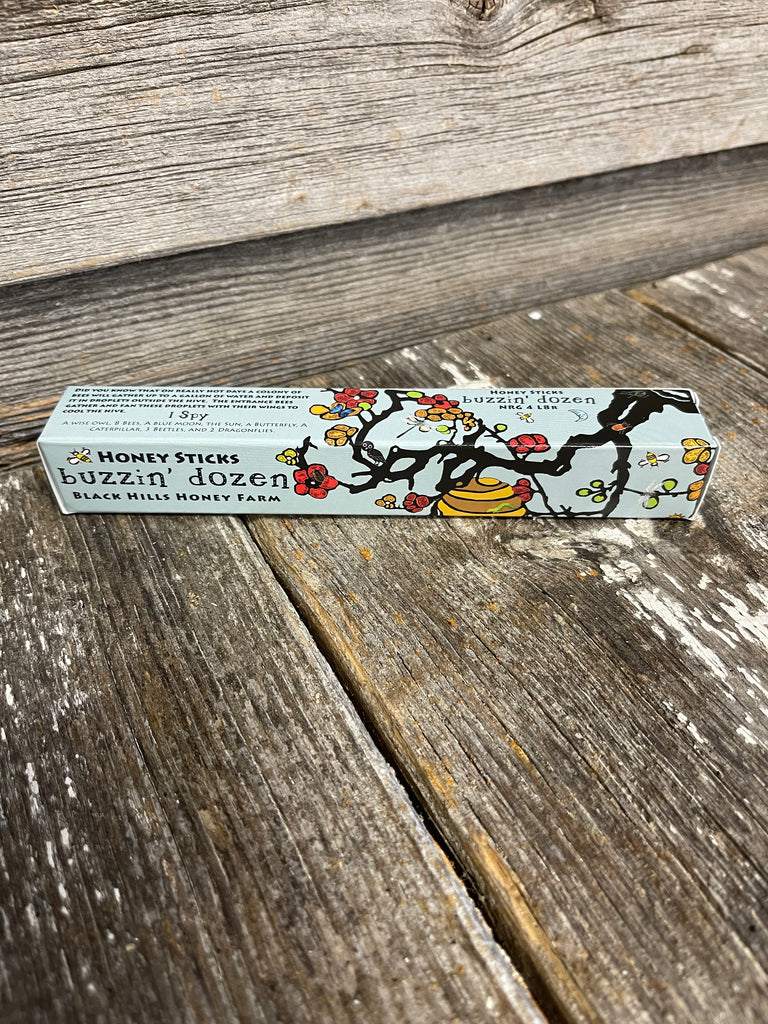 Did you know that on really hot days a colony of
bees will gather up to a gallon of water and deposit
it in droplets outside the hive. The entrance bees
gather and fan these droplets with their wings to
cool the hive.
I Spy
A wise owl, 8 Bees, A blue moon, the Sun, a Butterfly, A
caterpillar, 3 Beetles, and 2 Dragonflies.
Honey Sticks
buzzin' dozen
NRG 4 LBR
Honey Sticks
buzzin' dozen
Black Hills Honey Farm